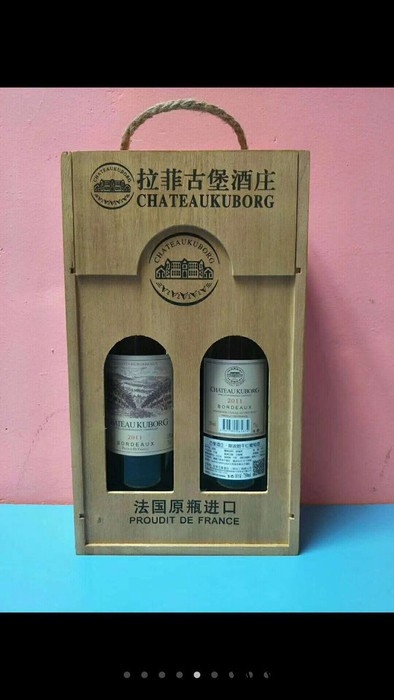 CHATEAUKUBORG
拉菲古堡酒庄
CHATEAUKUBORG
CHATEAUKUBORG
CHATEAU KUBORG
2011
BORDEAUX
CHATEAU KUBORG
2011
BORDEAUX
法国原瓶进口
PROUDIT DE FRANCE